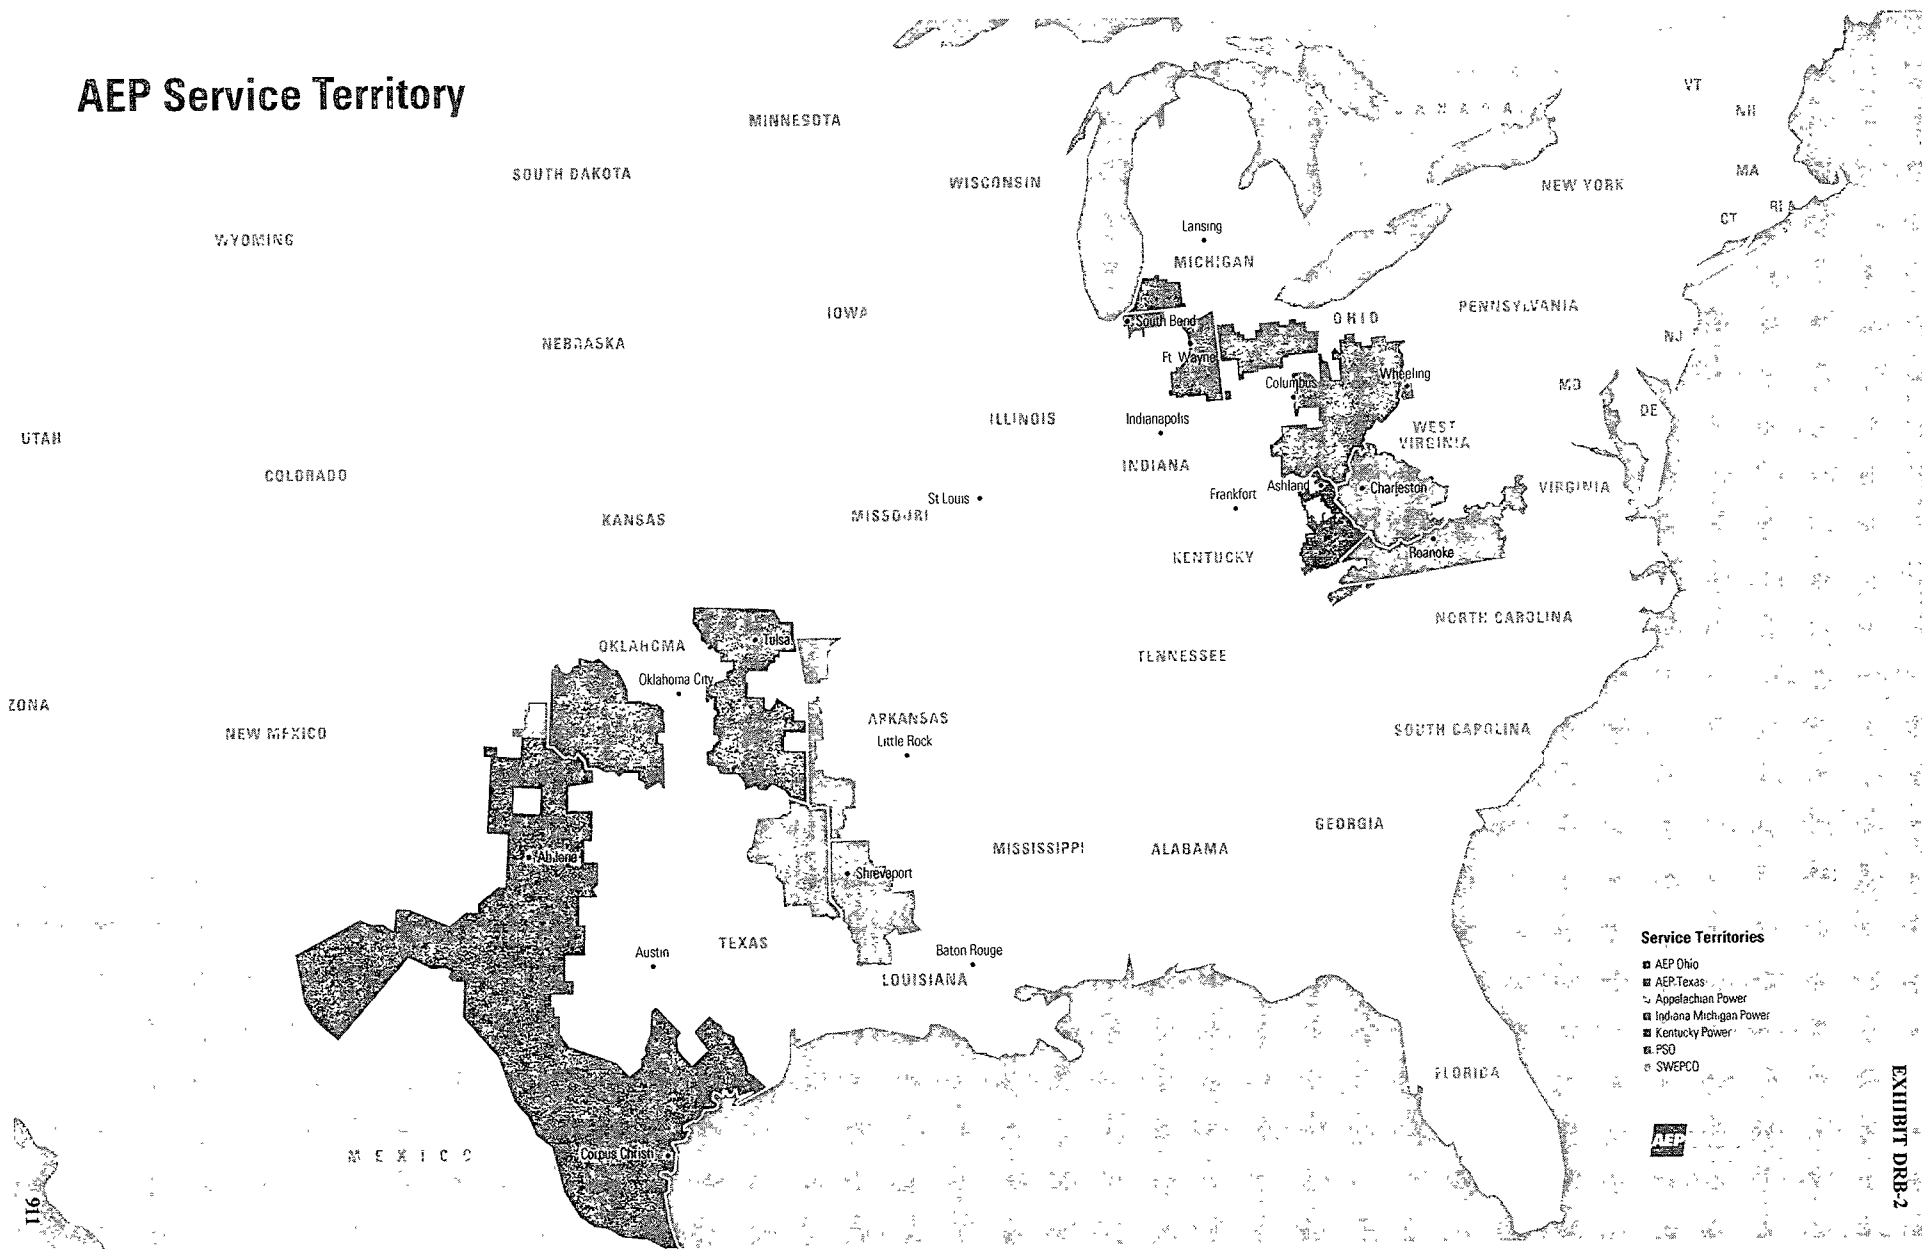 AEP Service Territory
MINNESOTA
SOUTH DAKOTA
WISCONSIN
WYOMING
IOWA
NEBRASKA
UTAH
COLORADO
ILLINOIS
KANSAS
MISSOURI
St Louis
CANADA
VT
NH
MA
NEW YORK
CT
RI
Lansing
MICHIGAN
PENNSYLVANIA
OHIO
NJ
South Bend
Ft Wayne
Columbus
Wheeling
MD
DE
Indianapolis
INDIANA
WEST
VIRGINIA
Frankfort
Ashland
Charleston
VIRGINIA
KENTUCKY
Roanoke
NORTH CAROLINA
TENNESSEE
OKLAHOMA
Tulsa
Oklahoma City
ZONA
NEW MEXICO
ARKANSAS
Little Rock
SOUTH CAROLINA
GEORGIA
MISSISSIPPI
ALABAMA
Abilene
Shreveport
TEXAS
Austin
Baton Rouge
LOUISIANA
FLORIDA
MEXICO
Corpus Christi
Service Territories
AEP Ohio
AEP Texas
Appalachian Power
Indiana Michigan Power
Kentucky Power
PSO
SWEPCO
AEP
EXHIBIT DRB-2
911